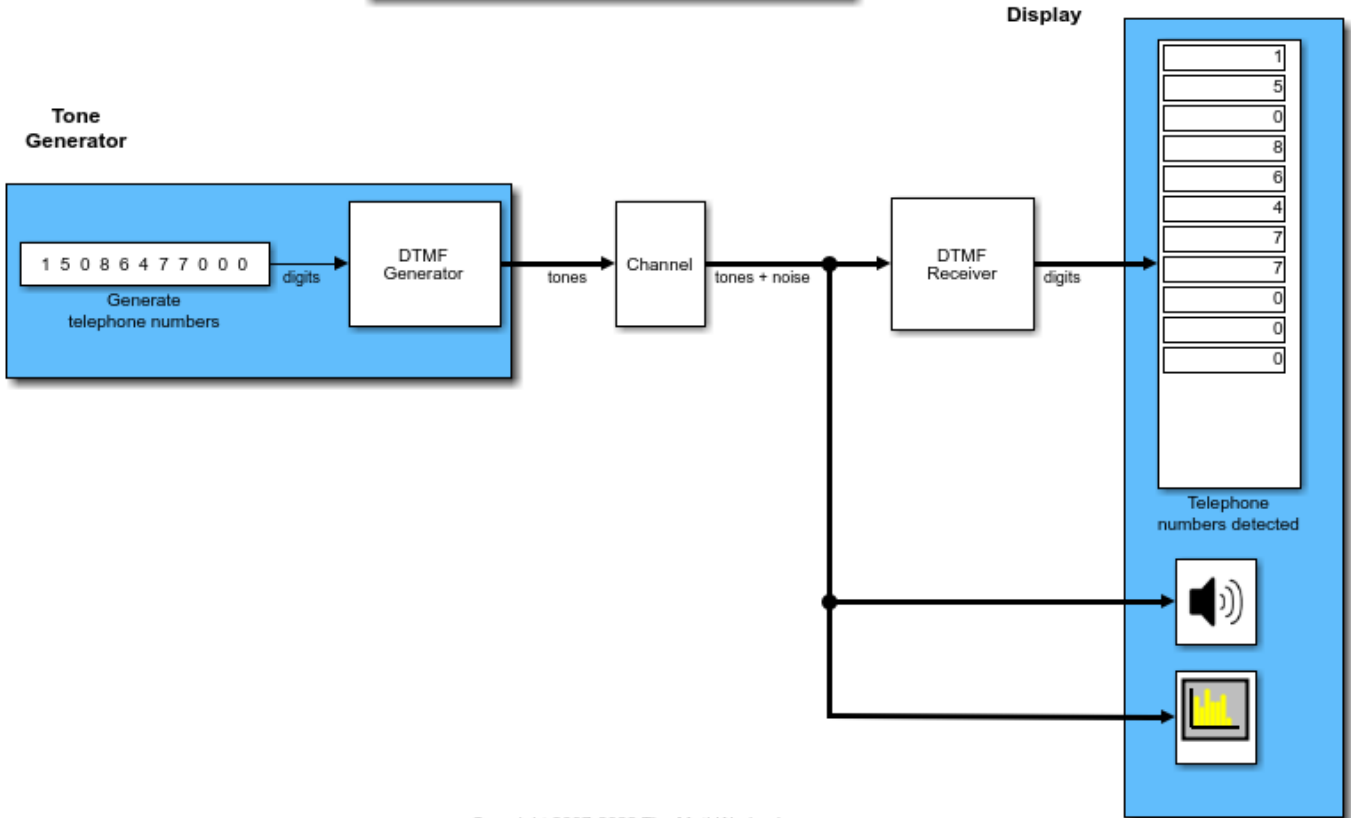 Display
Tone
Generator
1 5 0 8 6 4 7 7 0 0 0
Generate
telephone numbers
digits
DTMF
Generator
tones
Channel
tones + noise
DTMF
Receiver
digits
1
5
0
8
6
4
7
7
0
0
0
Telephone
numbers detected